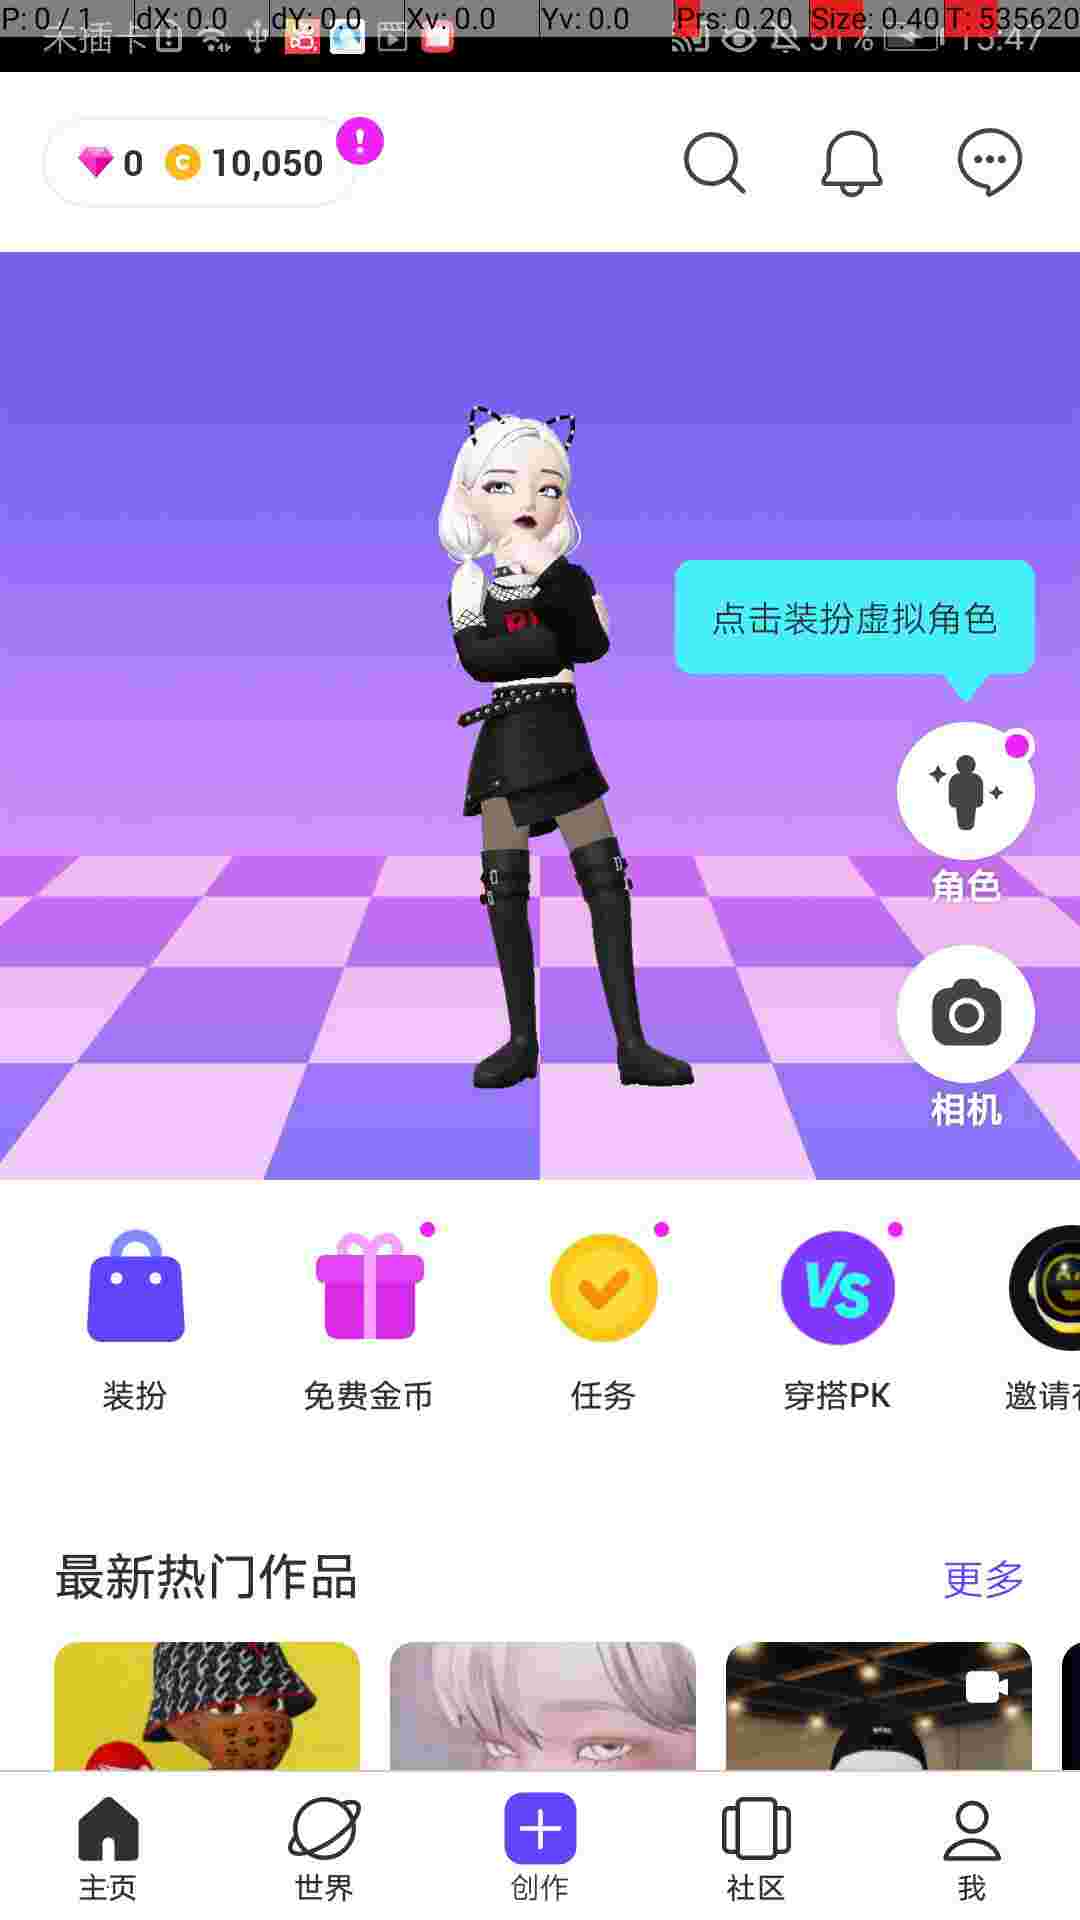 P: 0 / 1 dX: 0.0 dY: 0.0 Xv: 0.0 Yv: 0.0 Prs: 0.20 Size: 0.40 T: 535620
未插卡 51% 15:47
0 10,050
点击装扮虚拟角色
角色
相机
装扮 免费金币 任务 穿搭PK 邀请
最新热门作品 更多
主页 世界 创作 社区 我